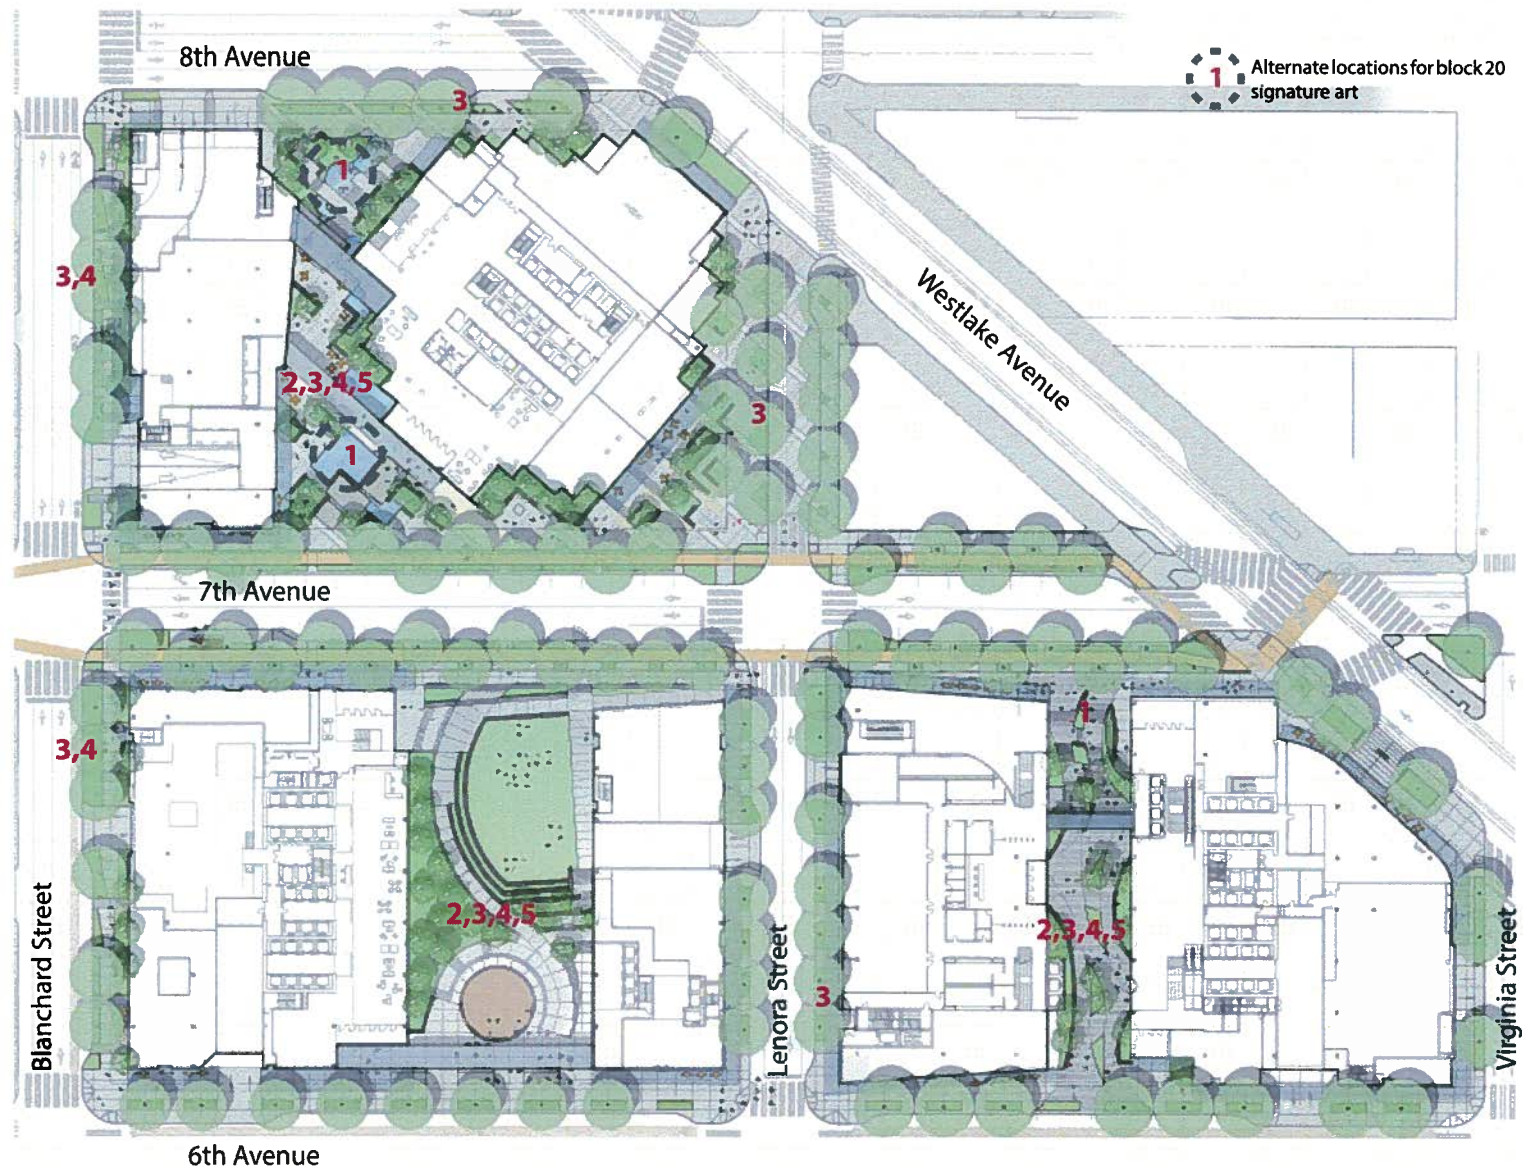 8th Avenue
1 Alternate locations for block 20
signature art
3
1
3,4
Westlake Avenue
2,3,4,5
3
1
7th Avenue
1
3,4
2,3,4,5
2,3,4,5
3
Blanchard Street
Lenora Street
Virginia Street
6th Avenue